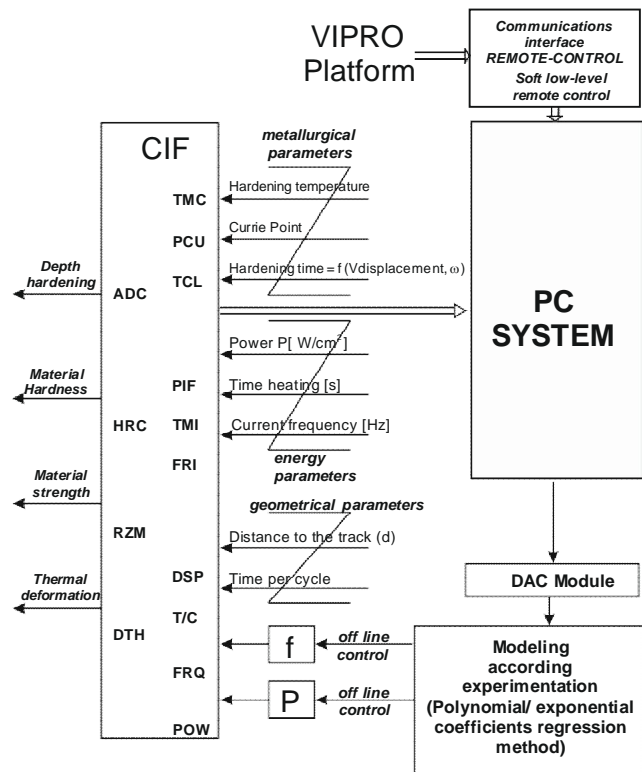 VIPRO
Platform
Communications
interface
REMOTE-CONTROL
Soft low-level
remote control
CIF
metallurgical
parameters
TMC
Hardening temperature
PCU
Currie Point
TCL
Hardening time = f (Vdisplacement, ω)
Depth
hardening
ADC
PC
SYSTEM
Power P[ W/cm²]
Material
Hardness
PIF
Time heating [s]
HRC
TMI
Current frequency [Hz]
FRI
energy
parameters
Material
strength
geometrical parameters
RZM
Distance to the track (d)
Thermal
deformation
DSP
Time per cycle
DAC Module
T/C
DTH
f
off line
control
FRQ
P
off line
control
POW
Modeling
according
experimentation
(Polynomial/ exponential
coefficients regression
method)